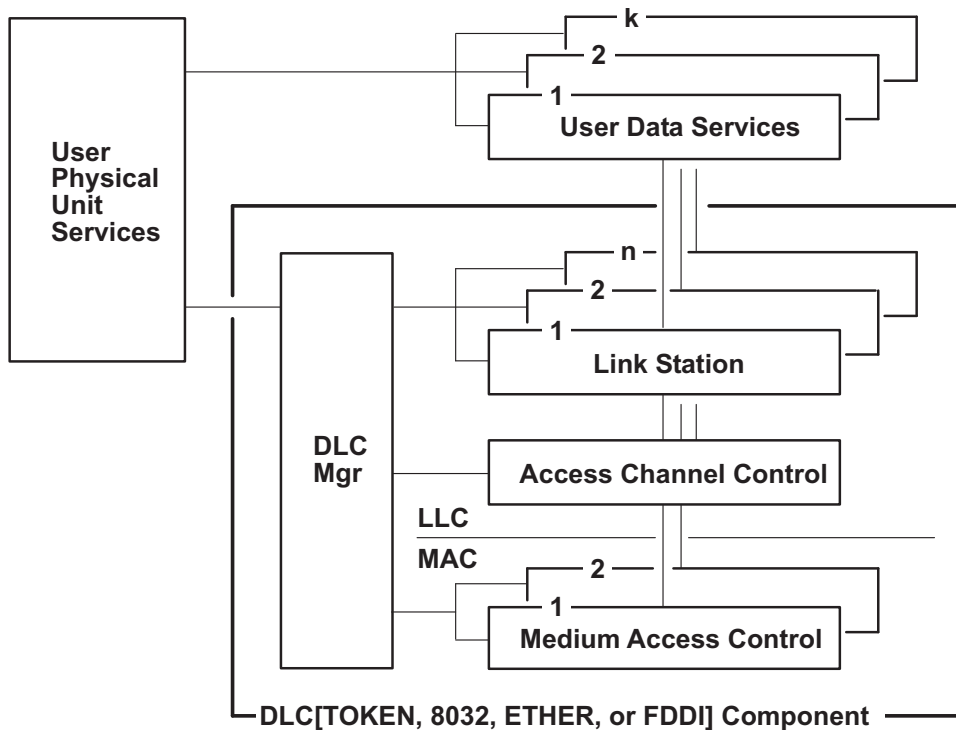 k
2
1
User Data Services
User
Physical
Unit
Services
n
2
1
Link Station
DLC
Mgr
Access Channel Control
LLC
MAC
2
1
Medium Access Control
DLC[TOKEN, 8032, ETHER, or FDDI] Component